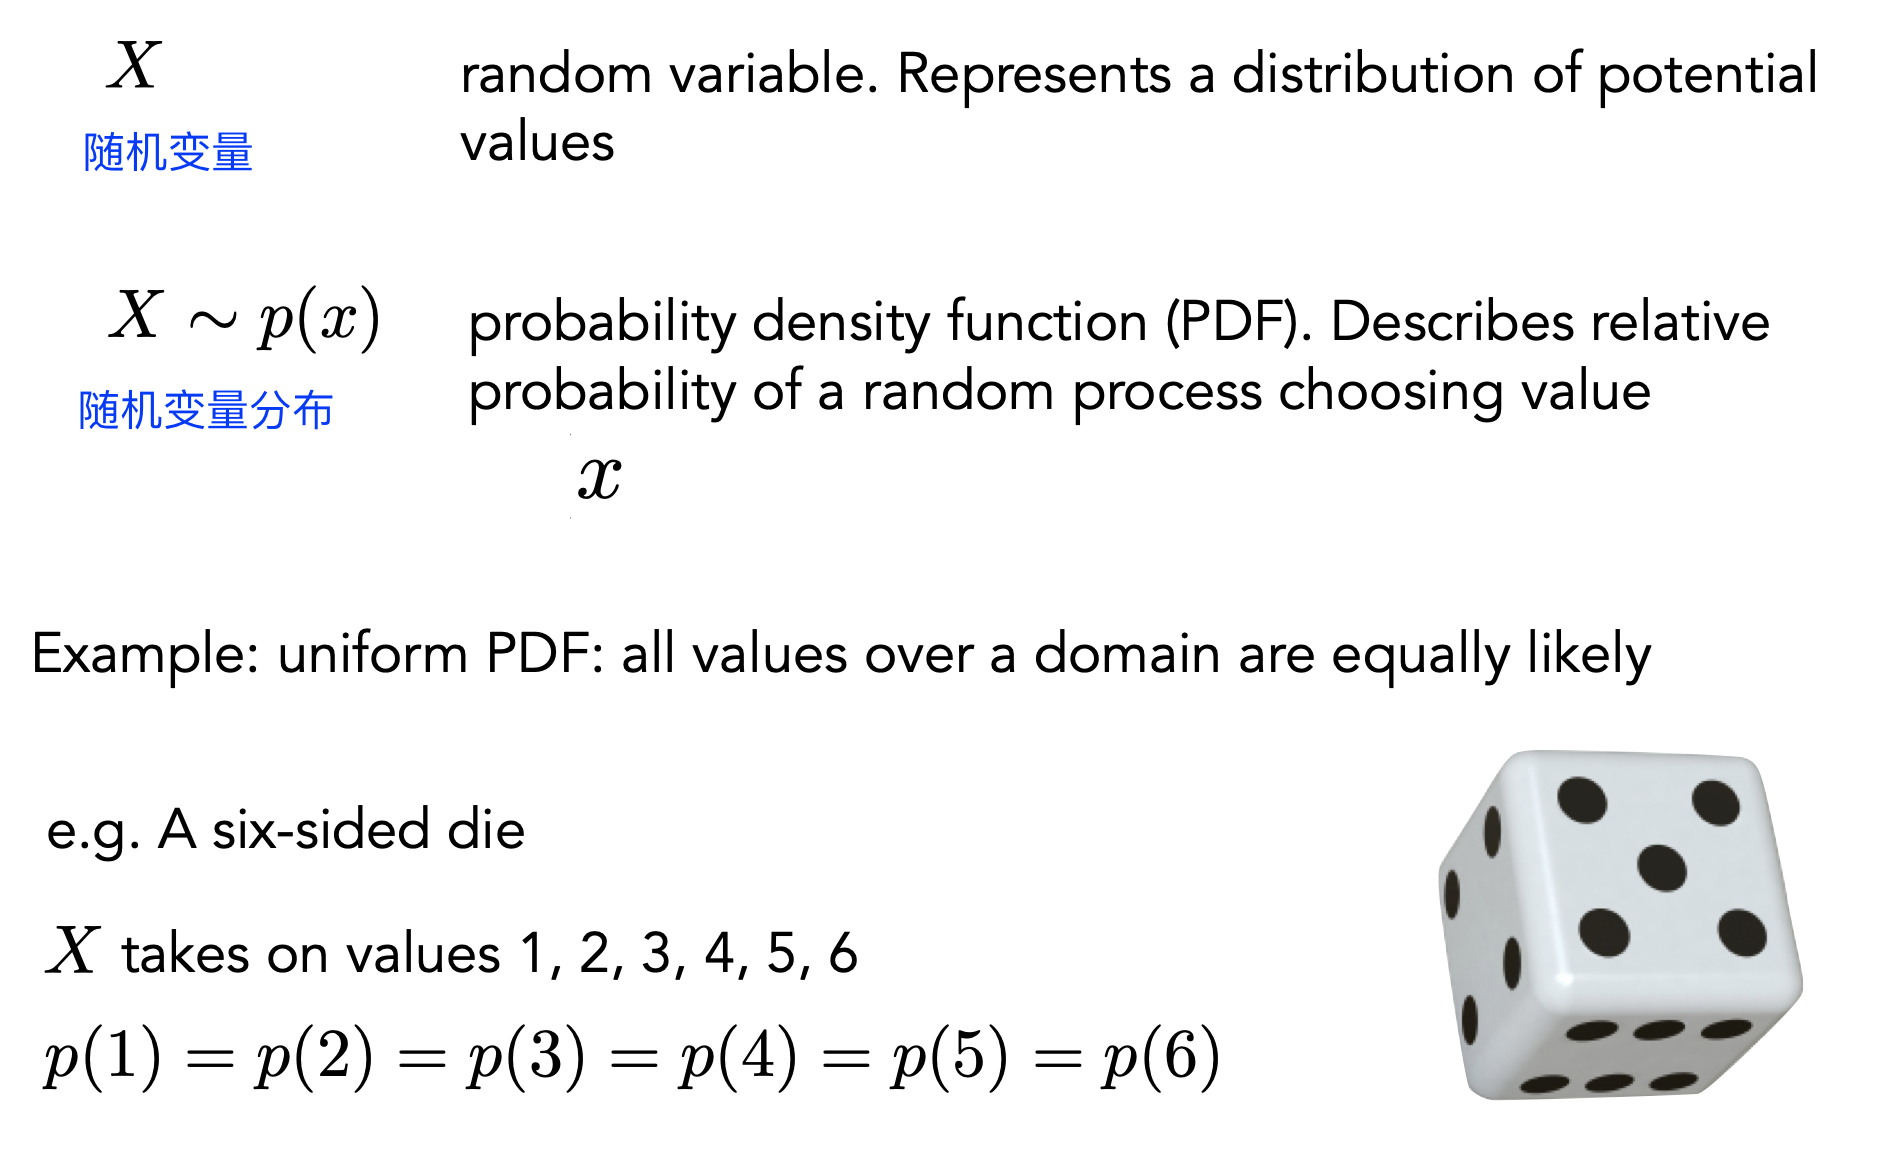 X
random variable. Represents a distribution of potential
values
随机变量
X ∼ p(x)
probability density function (PDF). Describes relative
probability of a random process choosing value
随机变量分布
x
Example: uniform PDF: all values over a domain are equally likely
e.g. A six-sided die
X takes on values 1, 2, 3, 4, 5, 6
p(1) = p(2) = p(3) = p(4) = p(5) = p(6)